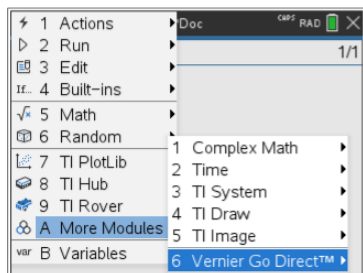 1 Actions
Doc
CAPS RAD
2 Run
1/1
3 Edit
If... 4 Built-ins
5 Math
6 Random
7 TI PlotLib
8 TI Hub
9 TI Rover
A More Modules
var B Variables
1 Complex Math
2 Time
3 TI System
4 TI Draw
5 TI Image
6 Vernier Go Direct™